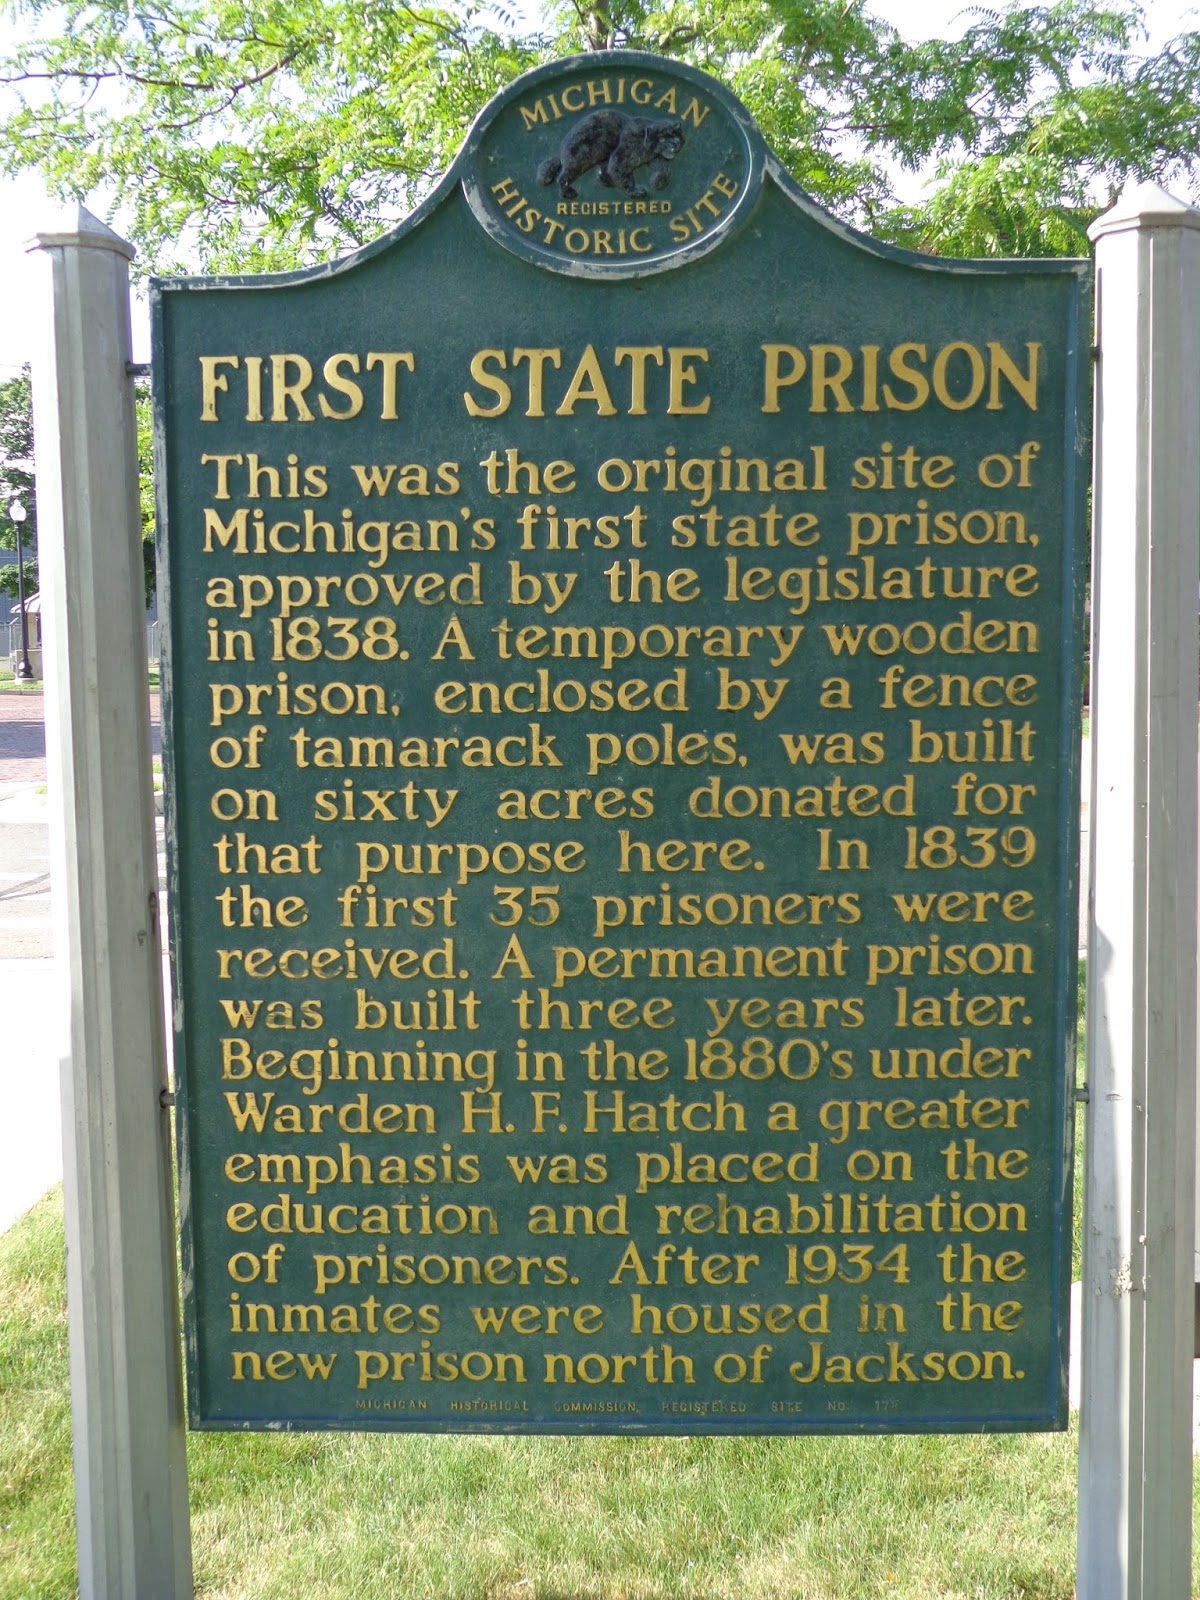 MICHIGAN
REGISTERED
HISTORIC SITE
FIRST STATE PRISON
This was the original site of
Michigan's first state prison,
approved by the legislature
in 1838. A temporary wooden
prison, enclosed by a fence
of tamarack poles, was built
on sixty acres donated for
that purpose here. In 1839
the first 35 prisoners were
received. A permanent prison
was built three years later.
Beginning in the 1880's under
Warden H. F. Hatch a greater
emphasis was placed on the
education and rehabilitation
of prisoners. After 1934 the
inmates were housed in the
new prison north of Jackson.
MICHIGAN HISTORICAL COMMISSION, REGISTERED SITE NO.